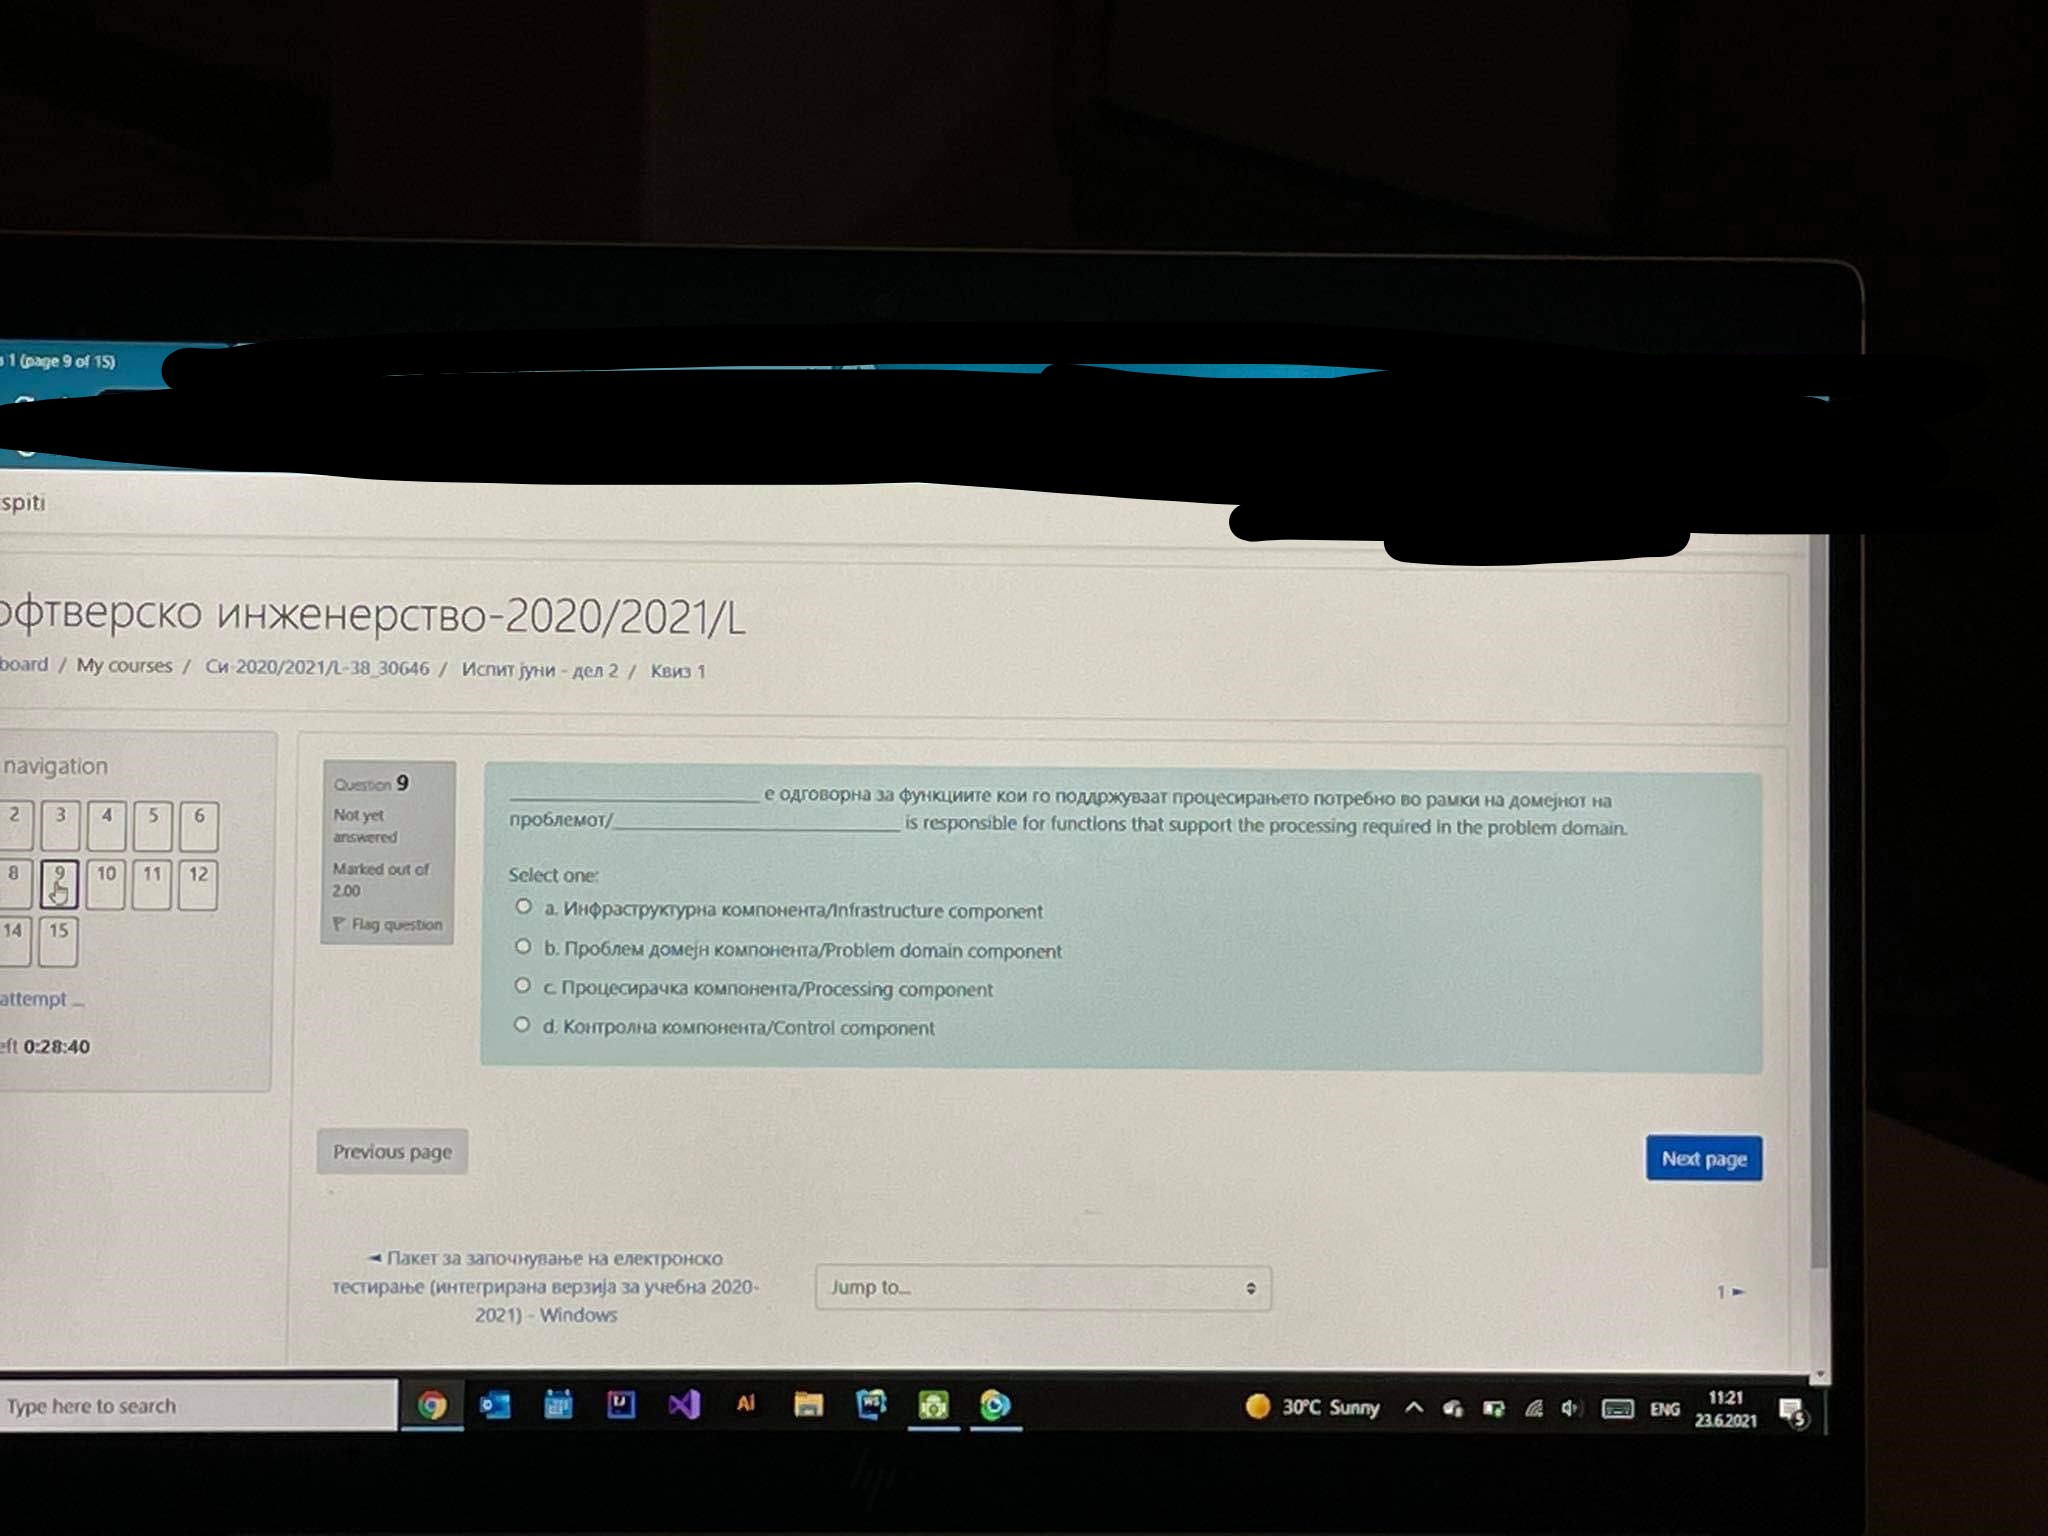 1 (page 9 of 15)
spiti
офтверско инженерство-2020/2021/L
board / My courses / Си-2020/2021/L-38_30646 / Испит јуни - дел 2 / Квиз 1
navigation
2 3 4 5 6
8 9 10 11 12
14 15
attempt ...
eft 0:28:40
Question 9
Not yet
answered
Marked out of
2.00
Flag question
____________ е одговорна за функциите кои го поддржуваат процесирањето потребно во рамки на домејнот на
проблемот/____________ is responsible for functions that support the processing required in the problem domain.
Select one:
a. Инфраструктурна компонента/Infrastructure component
b. Проблем домејн компонента/Problem domain component
c. Процесирачка компонента/Processing component
d. Контролна компонента/Control component
Previous page
Next page
◄ Пакет за започнување на електронско
тестирање (интегрирана верзија за учебна 2020-
2021) - Windows
Jump to...
1 ►
Type here to search
Ai
WS
30°C Sunny
ENG
11:21
23.6.2021
5
hp